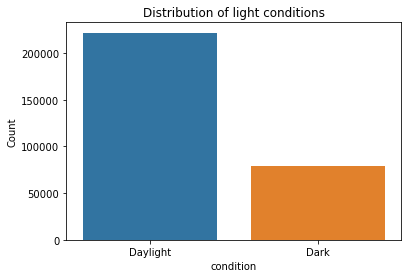 Distribution of light conditions
200000
150000
100000
50000
0
Count
Daylight
Dark
condition